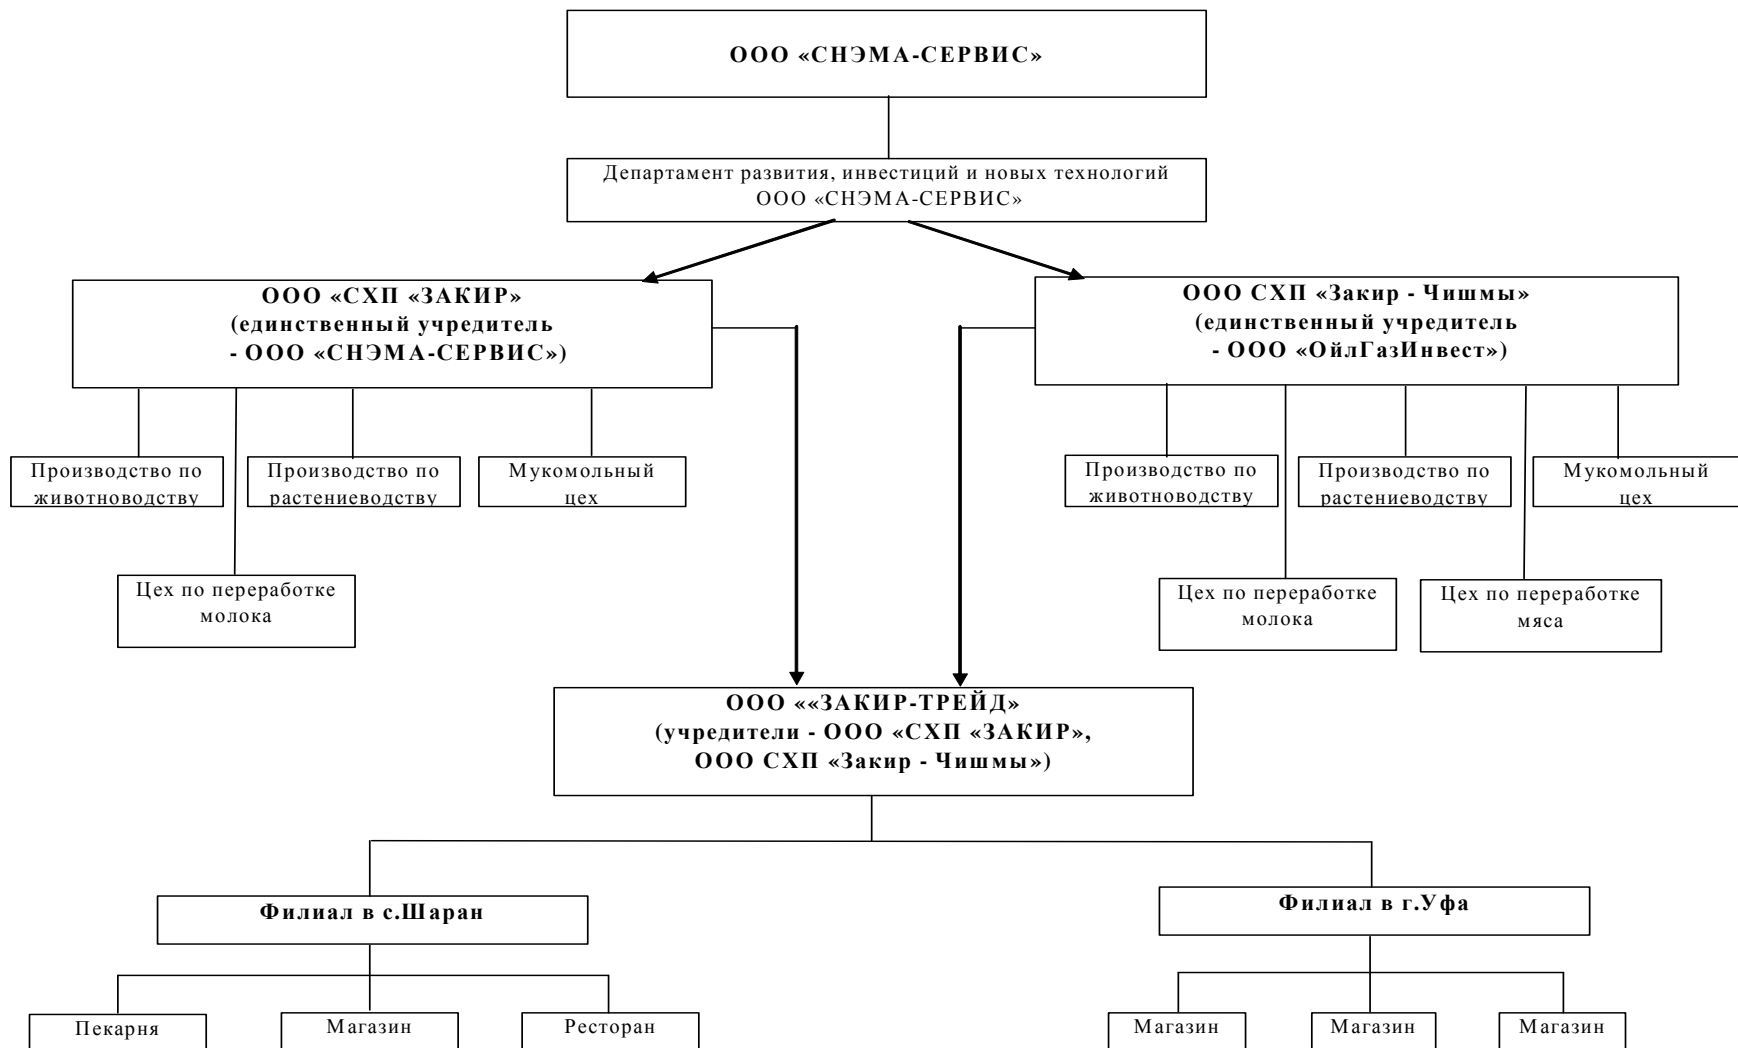 ООО «СНЭМА-СЕРВИС»
Департамент развития, инвестиций и новых технологий
ООО «СНЭМА-СЕРВИС»
ООО «СХП «ЗАКИР»
(единственный учредитель
- ООО «СНЭМА-СЕРВИС»)
ООО СХП «Закир - Чишмы»
(единственный учредитель
- ООО «ОйлГазИнвест»)
Производство по
животноводству
Производство по
растениеводству
Мукомольный
цех
Производство по
животноводству
Производство по
растениеводству
Мукомольный
цех
Цех по переработке
молока
Цех по переработке
молока
Цех по переработке
мяса
ООО ««ЗАКИР-ТРЕЙД»
(учредители - ООО «СХП «ЗАКИР»,
ООО СХП «Закир - Чишмы»)
Филиал в с.Шаран
Филиал в г.Уфа
Пекарня
Магазин
Ресторан
Магазин
Магазин
Магазин